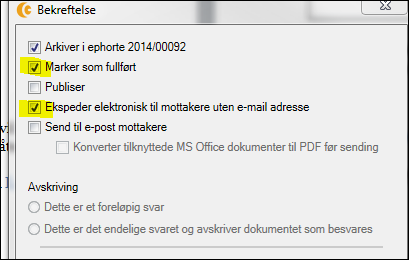 Bekreftelse
Arkiver i ephorte 2014/00092
Marker som fullført
Publiser
Ekspeder elektronisk til mottakere uten e-mail adresse
Send til e-post mottakere
Konverter tilknyttede MS Office dokumenter til PDF før sending
Avskriving
Dette er et foreløpig svar
Dette er det endelige svaret og avskriver dokumentet som besvares